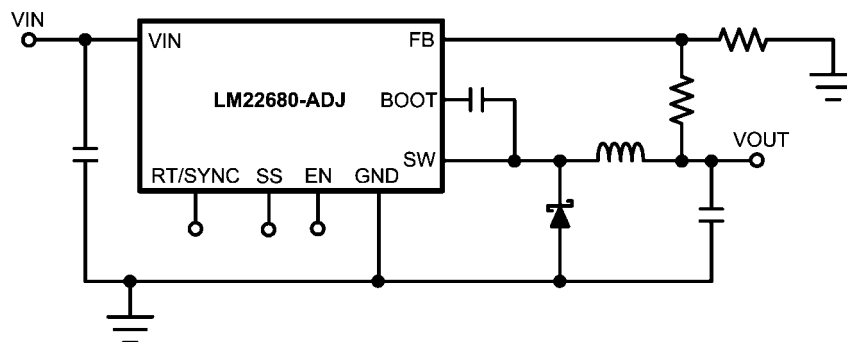 VIN
VIN
FB
LM22680-ADJ
BOOT
VOUT
SW
RT/SYNC
SS
EN
GND